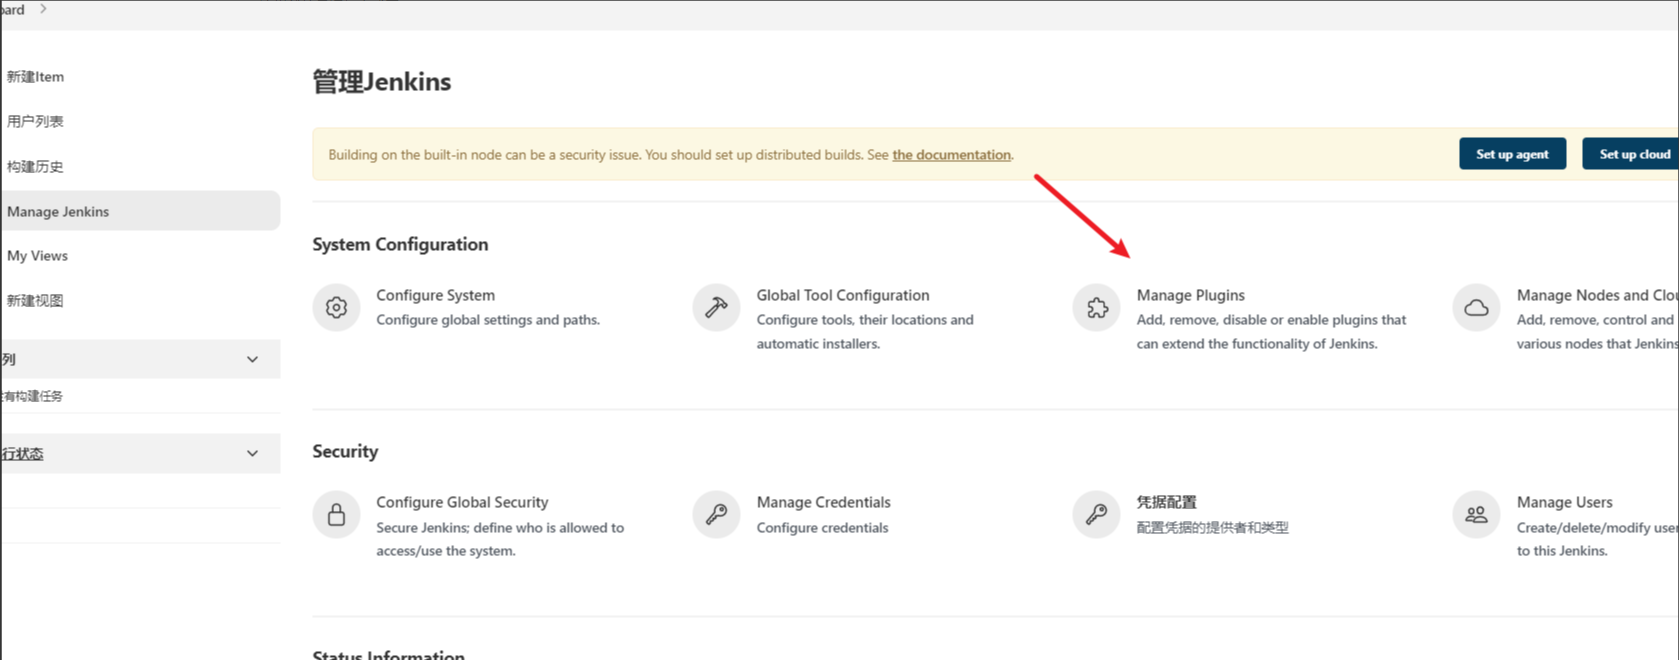 新建Item
用户列表
构建历史
Manage Jenkins
My Views
新建视图
列
有构建任务
行状态
管理Jenkins
Building on the built-in node can be a security issue. You should set up distributed builds. See the documentation.
Set up agent
Set up cloud
System Configuration
Configure System
Configure global settings and paths.
Global Tool Configuration
Configure tools, their locations and
automatic installers.
Manage Plugins
Add, remove, disable or enable plugins that
can extend the functionality of Jenkins.
Manage Nodes and
Add, remove, control and
various nodes that Jenkins
Security
Configure Global Security
Secure Jenkins; define who is allowed to
access/use the system.
Manage Credentials
Configure credentials
凭据配置
配置凭据的提供者和类型
Manage Users
Create/delete/modify
to this Jenkins.
Status Information